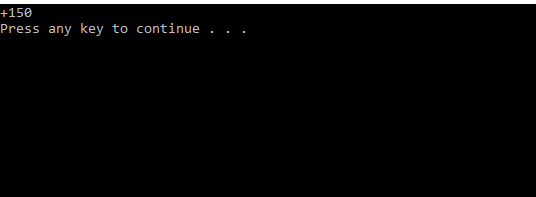 +150
Press any key to continue . . .